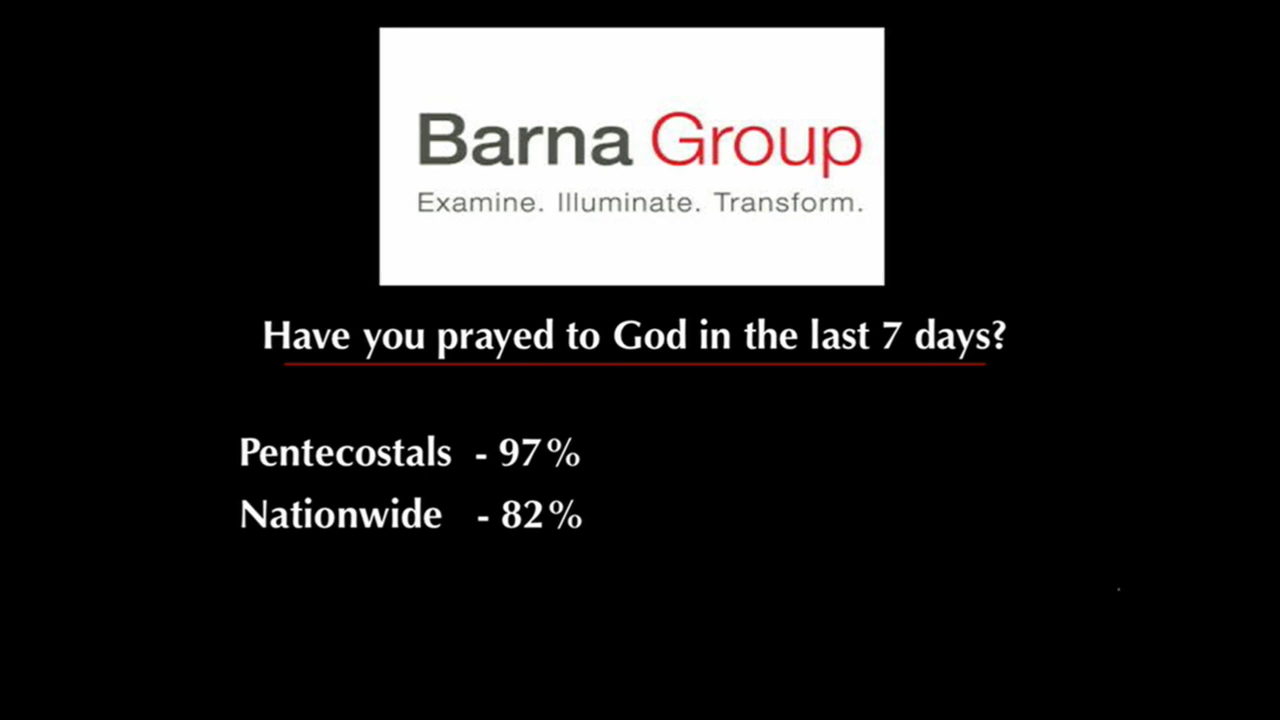 Barna Group
Examine. Illuminate. Transform.
Have you prayed to God in the last 7 days?
Pentecostals - 97%
Nationwide - 82%